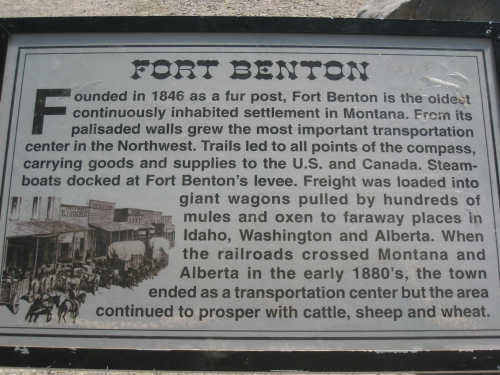 FORT BENTON
Founded in 1846 as a fur post, Fort Benton is the oldest
continuously inhabited settlement in Montana. From its
palisaded walls grew the most important transportation
center in the Northwest. Trails led to all points of the compass,
carrying goods and supplies to the U.S. and Canada. Steam-
boats docked at Fort Benton's levee. Freight was loaded into
giant wagons pulled by hundreds of
mules and oxen to faraway places in
Idaho, Washington and Alberta. When
the railroads crossed Montana and
Alberta in the early 1880's, the town
ended as a transportation center but the area
continued to prosper with cattle, sheep and wheat.